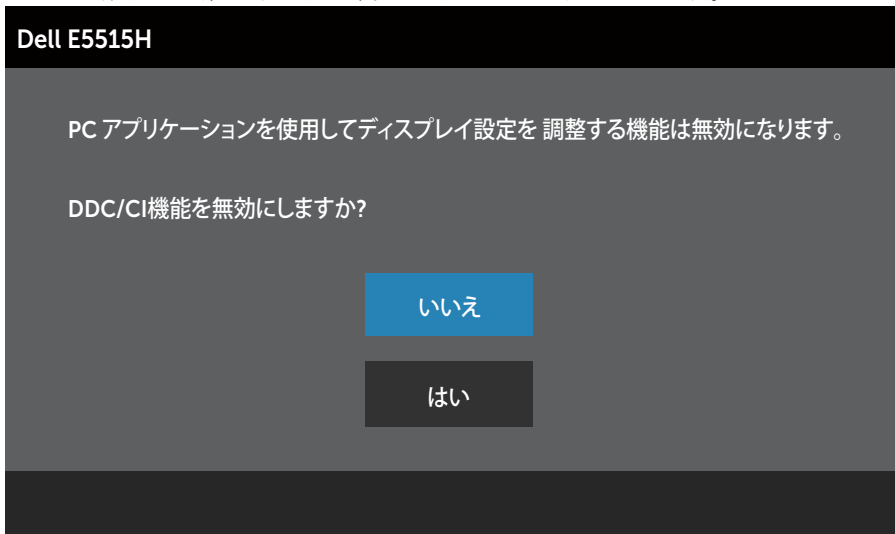 Dell E5515H
PC アプリケーションを使用してディスプレイ設定を 調整する機能は無効になります。
DDC/CI機能を無効にしますか?
いいえ
はい